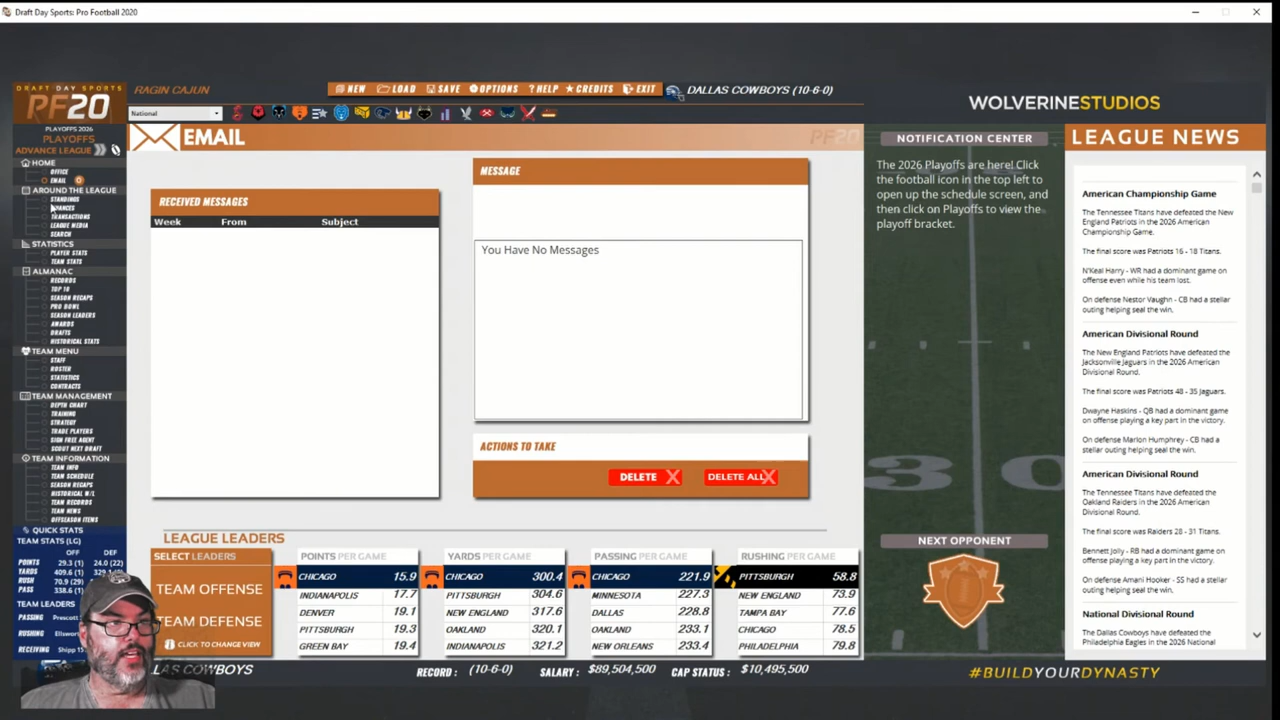 Draft Day Sports: Pro Football 2020
DRAFT DAY SPORTS
PF20
RAGIN CAJUN
NEW LOAD SAVE OPTIONS ?HELP CREDITS EXIT
DALLAS COWBOYS (10-6-0)
National
PLAYOFFS 2026
PLAYOFFS
ADVANCE LEAGUE
HOME
OFFICE
EMAIL 0
AROUND THE LEAGUE
STANDINGS
TRANSACTIONS
LEAGUE MEDIA
SEARCH
STATISTICS
PLAYER STATS
TEAM STATS
ALMANAC
RECORDS
TOP 10
SEASON RECAPS
PRO BOWL
SEASON LEADERS
AWARDS
DRAFTS
HISTORICAL STATS
TEAM MENU
STAFF
ROSTER
STATISTICS
CONTRACTS
TEAM MANAGEMENT
DEPTH CHART
TRAINING
STRATEGY
TRADE PLAYERS
SIGN FREE AGENT
SCOUT NEXT DRAFT
TEAM INFORMATION
TEAM INFO
TEAM SCHEDULE
SEASON RECAPS
HISTORICAL W/L
TEAM RECORDS
TEAM NEWS
OFFSEASON ITEMS
QUICK STATS
TEAM STATS (LG)
OFF DEF
POINTS 29.3 (1) 24.0 (22)
YARDS 409.6 (1)
RUSH 70.9 (29)
PASS 338.6 (1)
TEAM LEADERS
PASSING Prescott
RUSHING
RECEIVING Shipp
EMAIL
PF20
RECEIVED MESSAGES
Week From Subject
MESSAGE
You Have No Messages
ACTIONS TO TAKE
DELETE X
DELETE ALL X
LEAGUE LEADERS
SELECT LEADERS
TEAM OFFENSE
TEAM DEFENSE
CLICK TO CHANGE VIEW
POINTS PER GAME
CHICAGO 15.9
INDIANAPOLIS 17.7
DENVER 19.1
PITTSBURGH 19.3
GREEN BAY 19.4
YARDS PER GAME
CHICAGO 300.4
PITTSBURGH 304.6
NEW ENGLAND 317.6
OAKLAND 320.1
INDIANAPOLIS 321.2
PASSING PER GAME
CHICAGO 221.9
MINNESOTA 227.3
DALLAS 228.8
OAKLAND 233.1
NEW ORLEANS 233.4
RUSHING PER GAME
PITTSBURGH 58.8
NEW ENGLAND 73.9
TAMPA BAY 77.6
CHICAGO 78.5
PHILADELPHIA 79.8
LAS COWBOYS
RECORD : (10-6-0) SALARY : $89,504,500 CAP STATUS : $10,495,500
WOLVERINESTUDIOS
NOTIFICATION CENTER
The 2026 Playoffs are here! Click
the football icon in the top left to
open up the schedule screen, and
then click on Playoffs to view the
playoff bracket.
30
NEXT OPPONENT
LEAGUE NEWS
American Championship Game
The Tennessee Titans have defeated the
New England Patriots in the 2026 American
Championship Game.
The final score was Patriots 16 - 18 Titans.
N'Keal Harry - WR had a dominant game on
offense even while his team lost.
On defense Nestor Vaughn - CB had a stellar
outing helping seal the win.
American Divisional Round
The New England Patriots have defeated the
Jacksonville Jaguars in the 2026 American
Divisional Round.
The final score was Patriots 48 - 35 Jaguars.
Dwayne Haskins - QB had a dominant game
on offense playing a key part in the victory.
On defense Marlon Humphrey - CB had a
stellar outing helping seal the win.
American Divisional Round
The Tennessee Titans have defeated the
Oakland Raiders in the 2026 American
Divisional Round.
The final score was Raiders 28 - 31 Titans.
Bennett Jolly - RB had a dominant game on
offense playing a key part in the victory.
On defense Amani Hooker - SS had a stellar
outing helping seal the win.
National Divisional Round
The Dallas Cowboys have defeated the
Philadelphia Eagles in the 2026 National
#BUILDYOURDYNASTY